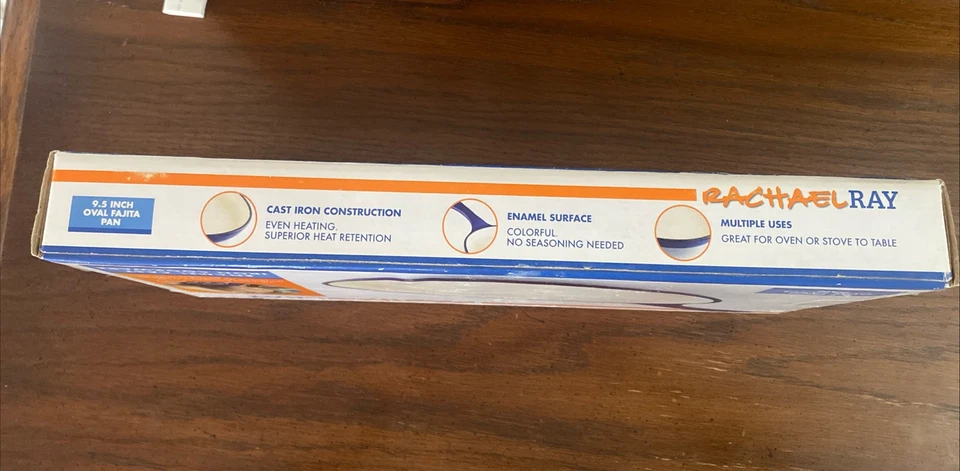 RACHAEL RAY
9.5 INCH
OVAL FAJITA
PAN
CAST IRON CONSTRUCTION
EVEN HEATING.
SUPERIOR HEAT RETENTION
ENAMEL SURFACE
COLORFUL.
NO SEASONING NEEDED
MULTIPLE USES
GREAT FOR OVEN OR STOVE TO TABLE